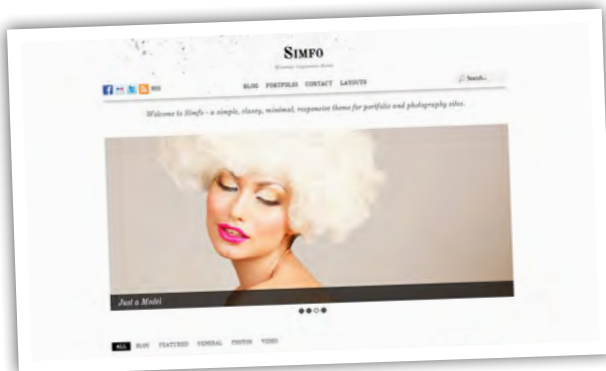 SIMFO
RSS
BLOG PORTFOLIO CONTACT LAYOUTS
Search...
Welcome to Simfo - a simple, classy, minimal, responsive theme for portfolio and photography sites.
Just a Model
ALL BLOG FEATURED GENERAL PHOTOS VIDEO